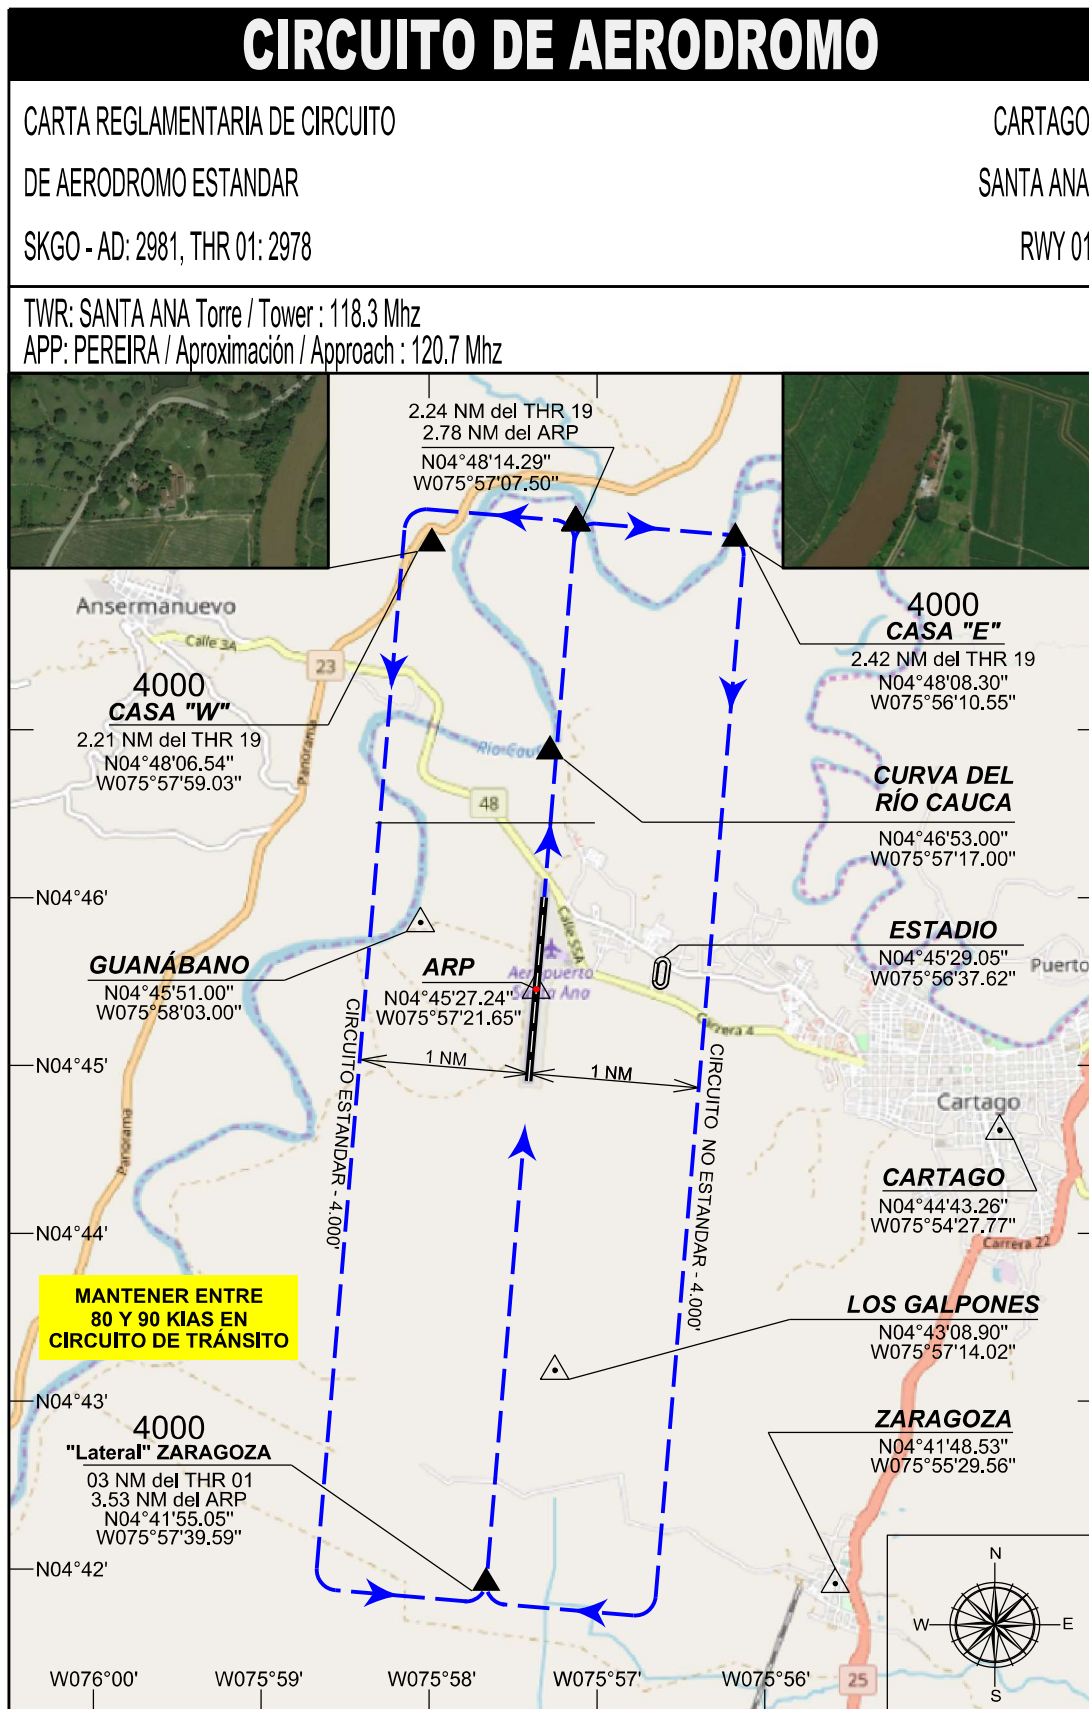 CIRCUITO DE AERODROMO
CARTA REGLAMENTARIA DE CIRCUITO
DE AERODROMO ESTANDAR
SKGO - AD: 2981, THR 01: 2978
CARTAGO
SANTA ANA
RWY 01
TWR: SANTA ANA Torre / Tower : 118.3 Mhz
APP: PEREIRA / Aproximación / Approach : 120.7 Mhz
2.24 NM del THR 19
2.78 NM del ARP
N04°48'14.29"
W075°57'07.50"
Ansermanuevo
Calle 3A
23
4000
CASA "W"
2.21 NM del THR 19
N04°48'06.54"
W075°57'59.03"
Panorama
4000
CASA "E"
2.42 NM del THR 19
N04°48'08.30"
W075°56'10.55"
Río Cauca
CURVA DEL
RÍO CAUCA
N04°46'53.00"
W075°57'17.00"
48
N04°46'
Calle 55A
GUANÁBANO
N04°45'51.00"
W075°58'03.00"
ARP
N04°45'27.24"
W075°57'21.65"
Aeropuerto
Santa Ana
ESTADIO
N04°45'29.05"
W075°56'37.62"
Puerto
Carrera 4
N04°45'
1 NM
1 NM
CIRCUITO ESTANDAR - 4.000'
CIRCUITO NO ESTANDAR - 4.000'
Panorama
Cartago
CARTAGO
N04°44'43.26"
W075°54'27.77"
Carrera 22
N04°44'
MANTENER ENTRE
80 Y 90 KIAS EN
CIRCUITO DE TRÁNSITO
LOS GALPONES
N04°43'08.90"
W075°57'14.02"
N04°43'
4000
"Lateral" ZARAGOZA
03 NM del THR 01
3.53 NM del ARP
N04°41'55.05"
W075°57'39.59"
ZARAGOZA
N04°41'48.53"
W075°55'29.56"
N04°42'
N
W
E
S
25
W076°00'
W075°59'
W075°58'
W075°57'
W075°56'